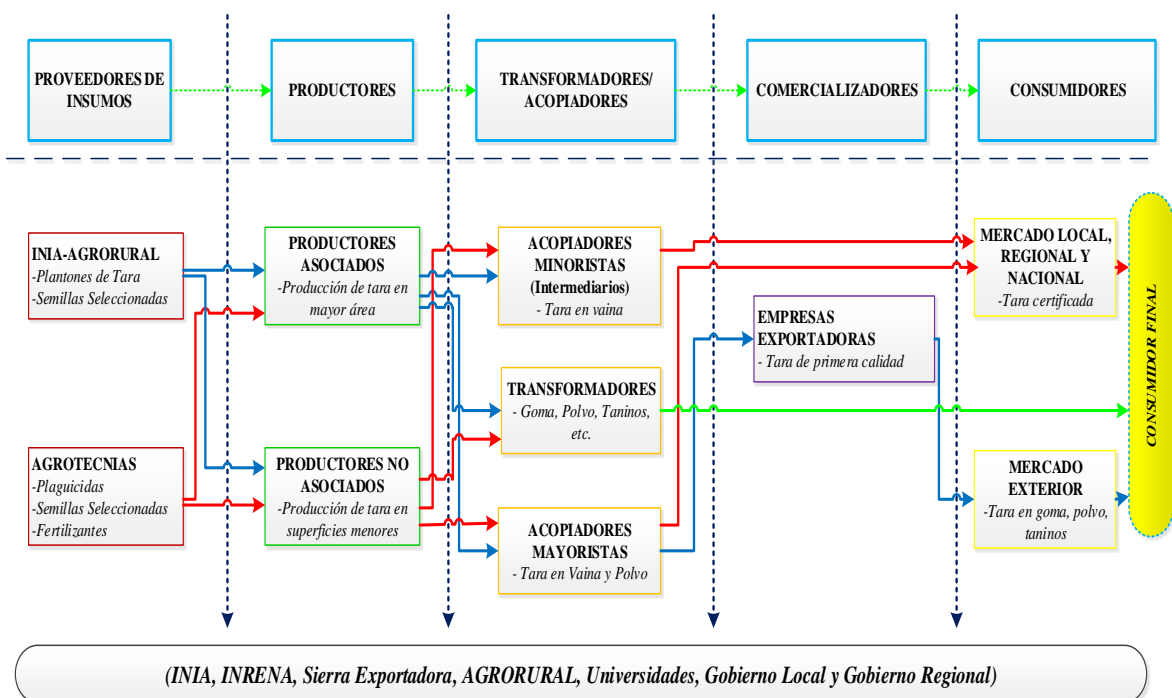 PROVEEDORES DE
INSUMOS
PRODUCTORES
TRANSFORMADORES/
ACOPIADORES
COMERCIALIZADORES
CONSUMIDORES
INIA-AGRORURAL
-Plantones de Tara
-Semillas Seleccionadas
AGROTECNIAS
-Plaguicidas
-Semillas Seleccionadas
-Fertilizantes
PRODUCTORES
ASOCIADOS
-Producción de tara en
mayor área
PRODUCTORES NO
ASOCIADOS
-Producción de tara en
superficies menores
ACOPIADORES
MINORISTAS
(Intermediarios)
- Tara en vaina
TRANSFORMADORES
- Goma, Polvo, Taninos,
etc.
ACOPIADORES
MAYORISTAS
- Tara en Vaina y Polvo
EMPRESAS
EXPORTADORAS
- Tara de primera calidad
MERCADO LOCAL,
REGIONAL Y
NACIONAL
-Tara certificada
MERCADO
EXTERIOR
-Tara en goma, polvo,
taninos
CONSUMIDOR FINAL
(INIA, INRENA, Sierra Exportadora, AGRORURAL, Universidades, Gobierno Local y Gobierno Regional)